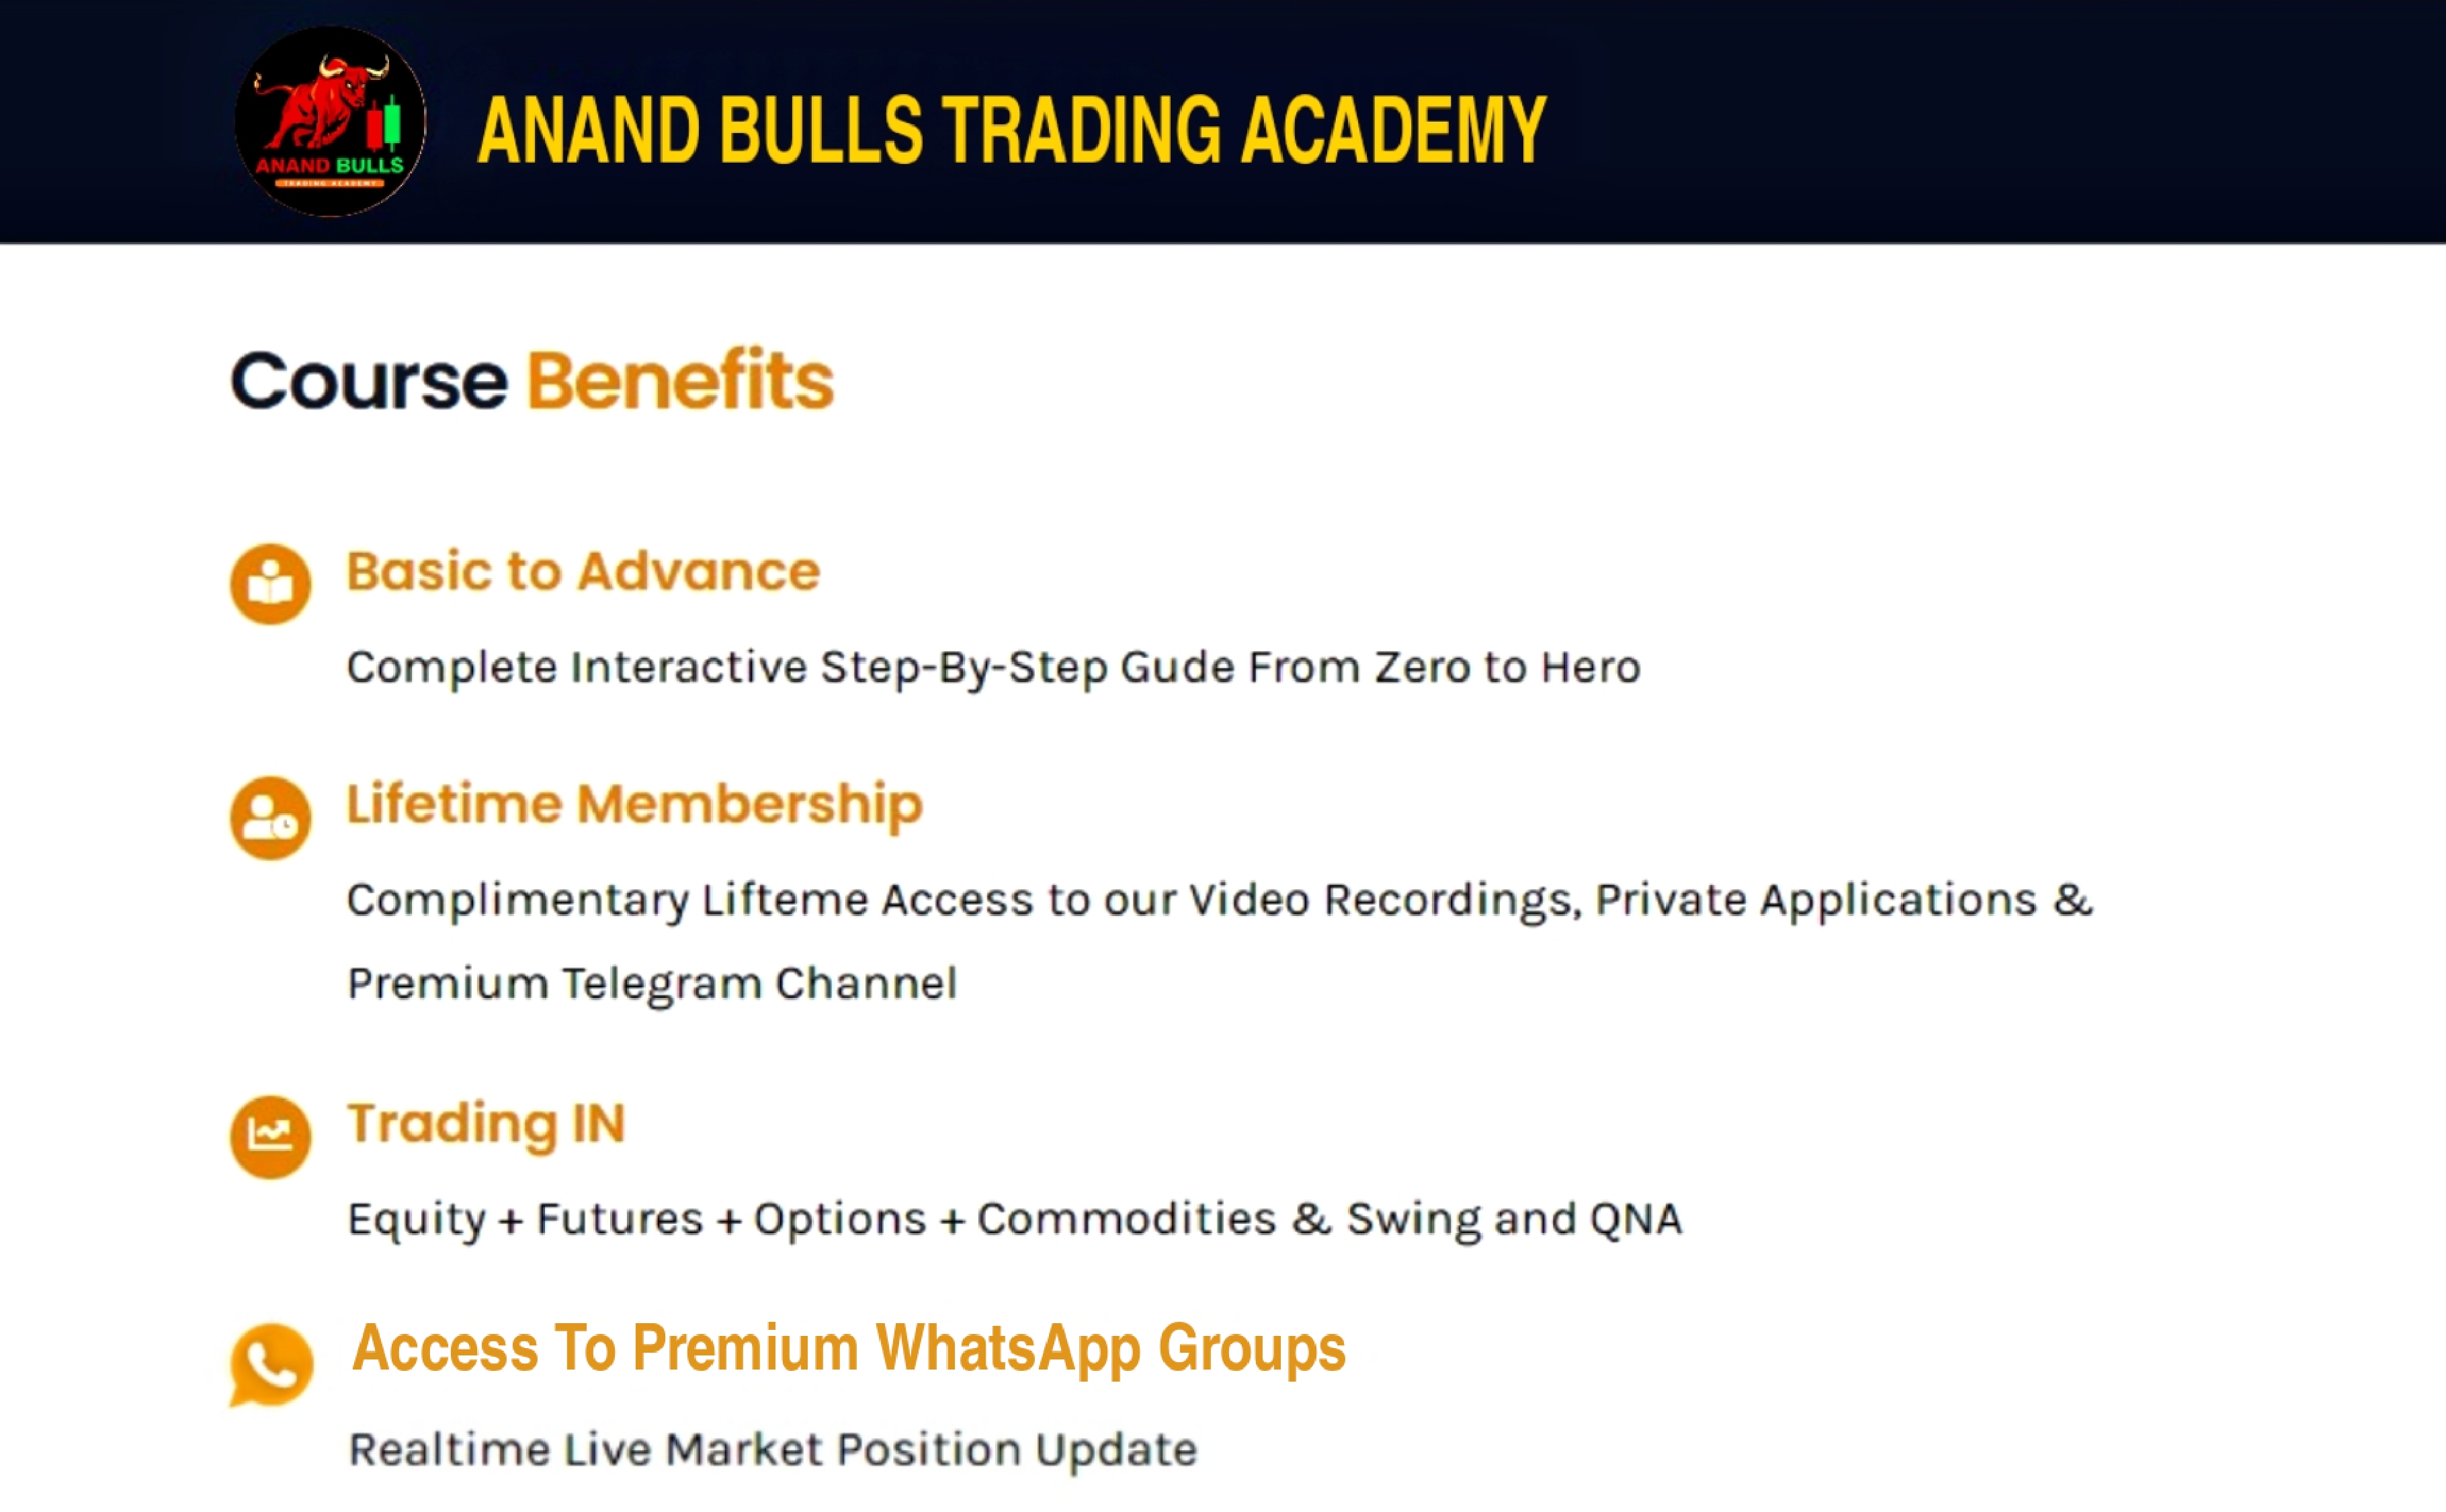 ANAND BULLS
TRADING ACADEMY
ANAND BULLS TRADING ACADEMY
Course Benefits
Basic to Advance
Complete Interactive Step-By-Step Gude From Zero to Hero
Lifetime Membership
Complimentary Lifteme Access to our Video Recordings, Private Applications &
Premium Telegram Channel
Trading IN
Equity + Futures + Options + Commodities & Swing and QNA
Access To Premium WhatsApp Groups
Realtime Live Market Position Update